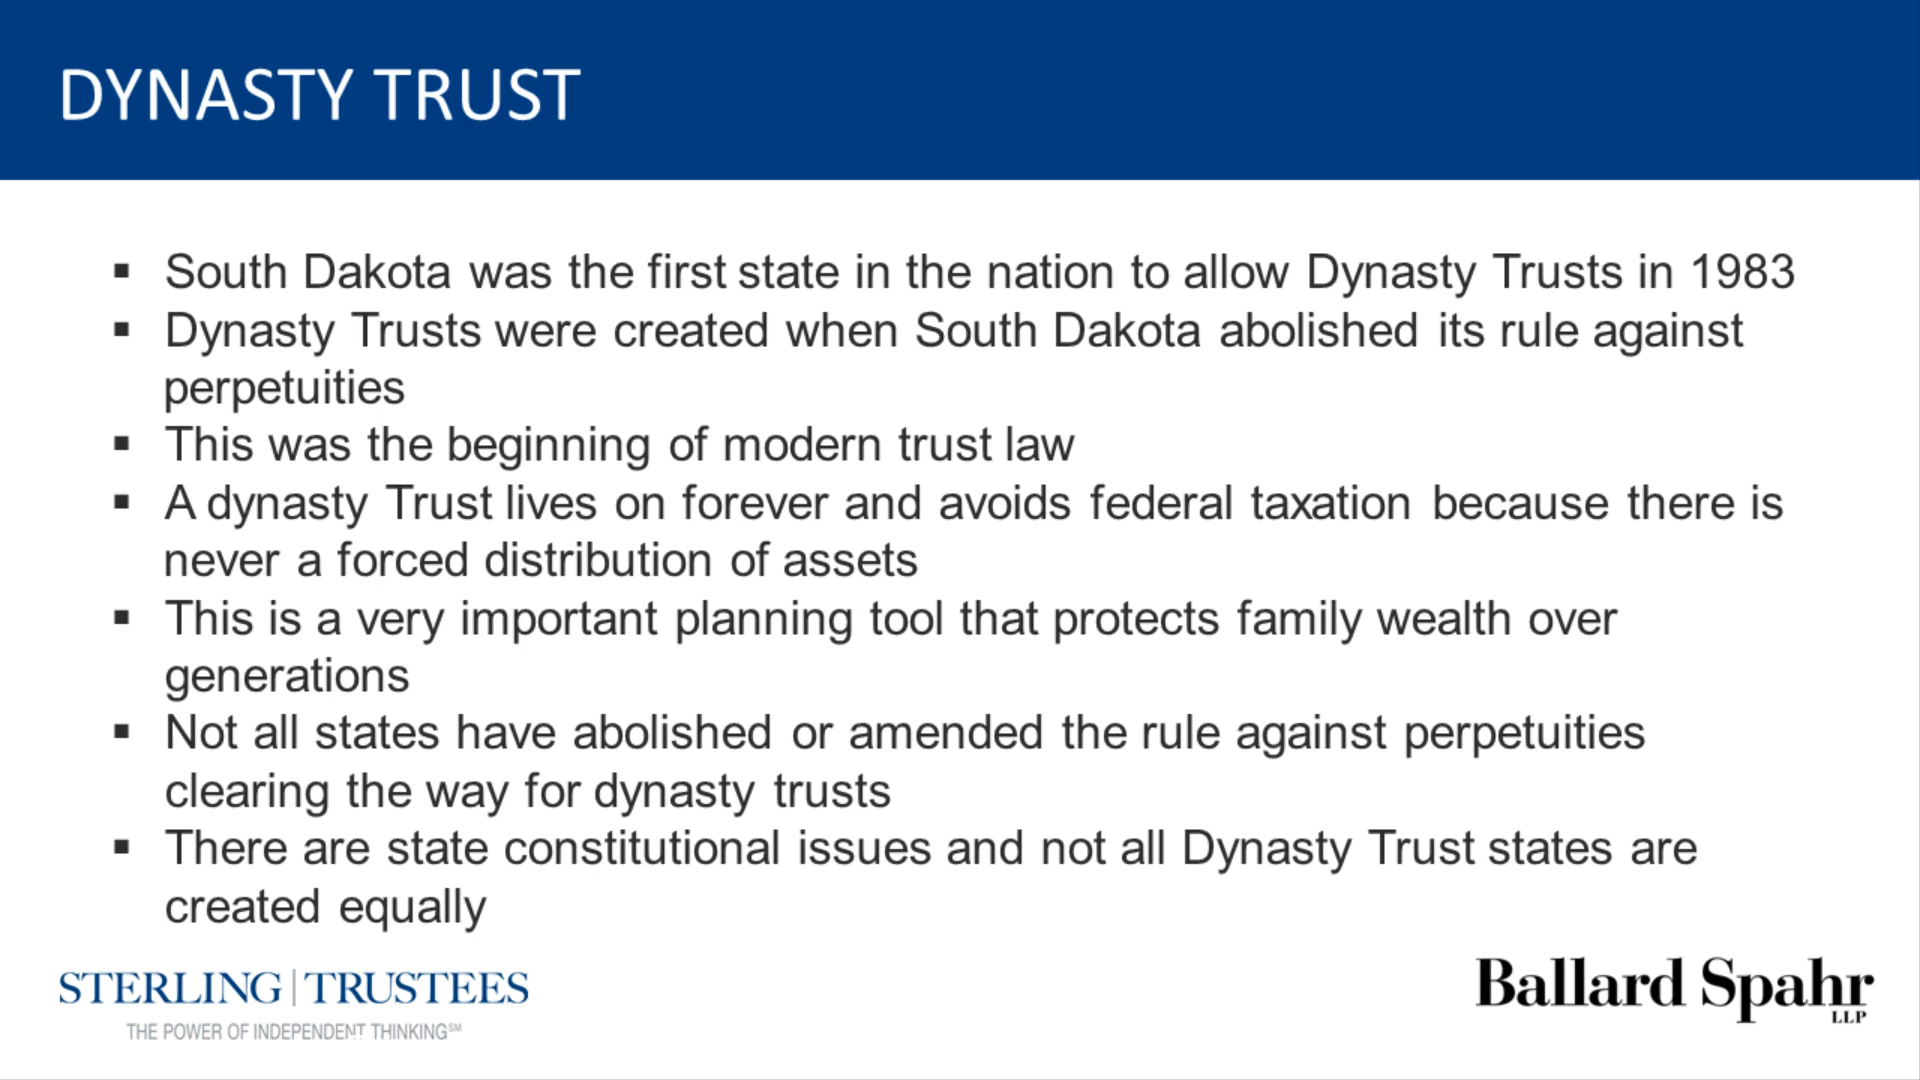 DYNASTY TRUST
▪ South Dakota was the first state in the nation to allow Dynasty Trusts in 1983
▪ Dynasty Trusts were created when South Dakota abolished its rule against
perpetuities
▪ This was the beginning of modern trust law
▪ A dynasty Trust lives on forever and avoids federal taxation because there is
never a forced distribution of assets
▪ This is a very important planning tool that protects family wealth over
generations
▪ Not all states have abolished or amended the rule against perpetuities
clearing the way for dynasty trusts
▪ There are state constitutional issues and not all Dynasty Trust states are
created equally
STERLING | TRUSTEES
THE POWER OF INDEPENDENT THINKING℠
Ballard Spahr
LLP